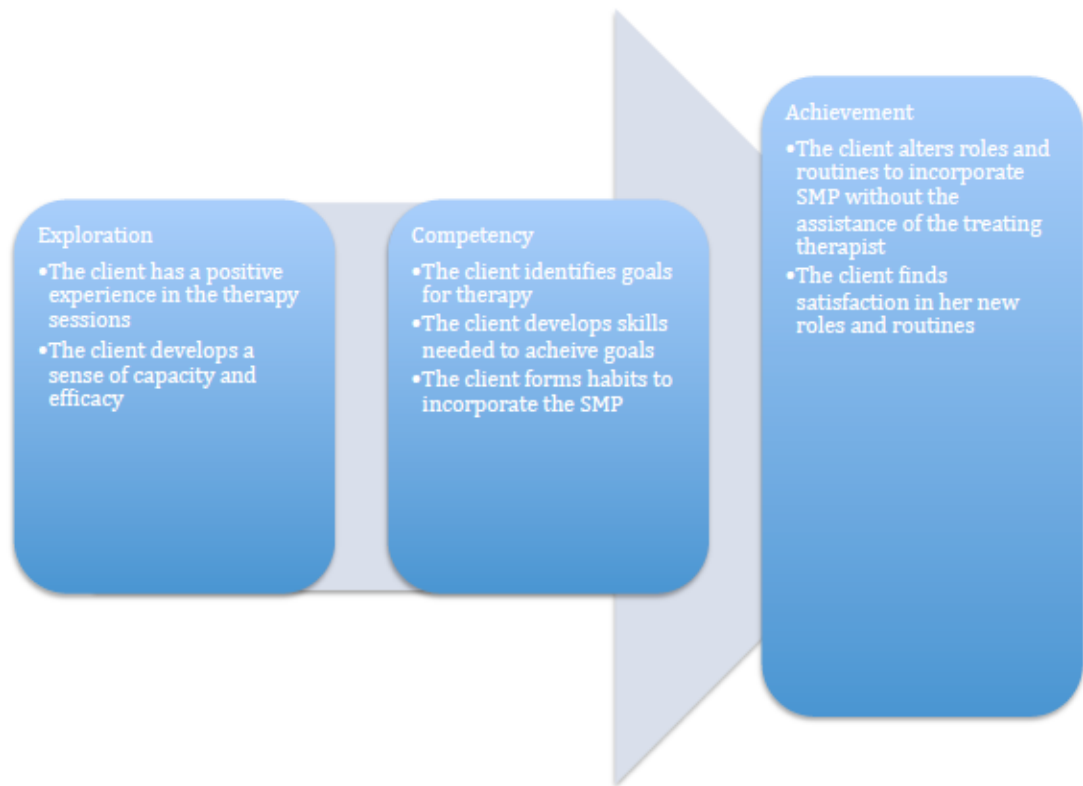 Exploration
•The client has a positive
experience in the therapy
sessions
•The client develops a
sense of capacity and
efficacy
Competency
•The client identifies goals
for therapy
•The client develops skills
needed to acheive goals
•The client forms habits to
incorporate the SMP
Achievement
•The client alters roles and
routines to incorporate
SMP without the
assistance of the treating
therapist
•The client finds
satisfaction in her new
roles and routines